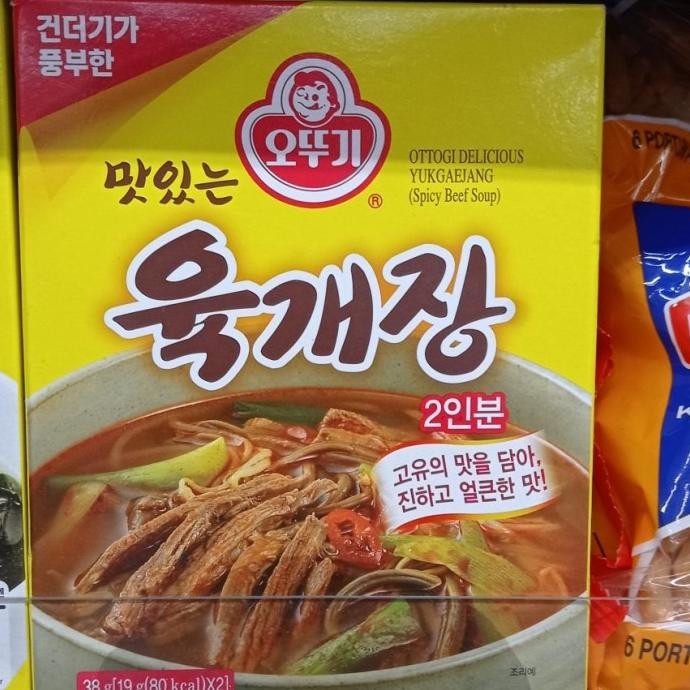 건더기가
풍부한
오뚜기
®
맛있는
OTTOGI DELICIOUS
YUKGAEJANG
(Spicy Beef Soup)
육개장
2인분
고유의 맛을 담아,
진하고 얼큰한 맛!
38 g[19 g(80 kcal)X2]
조리예
6 PORT